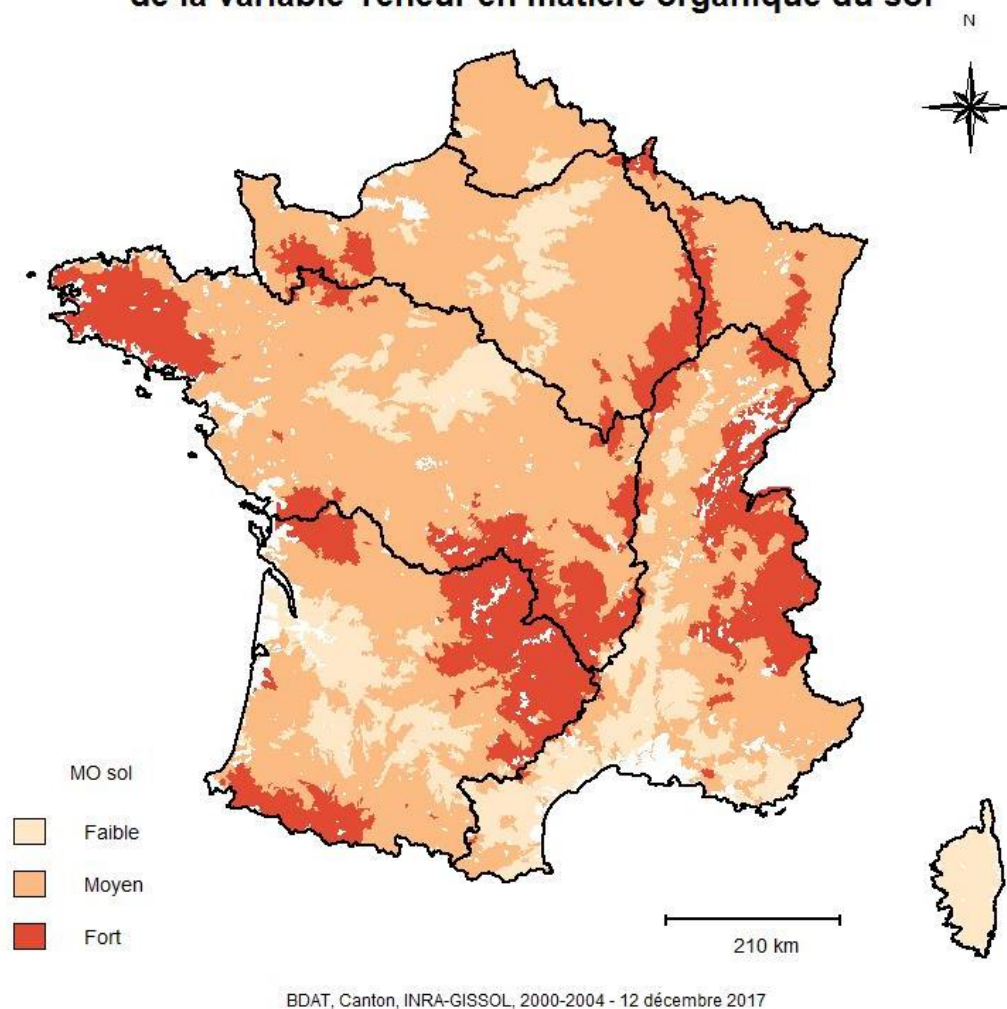 de la variable Teneur en matière organique du sol
N
MO sol
Faible
Moyen
Fort
210 km
BDAT, Canton, INRA-GISSOL, 2000-2004 - 12 décembre 2017